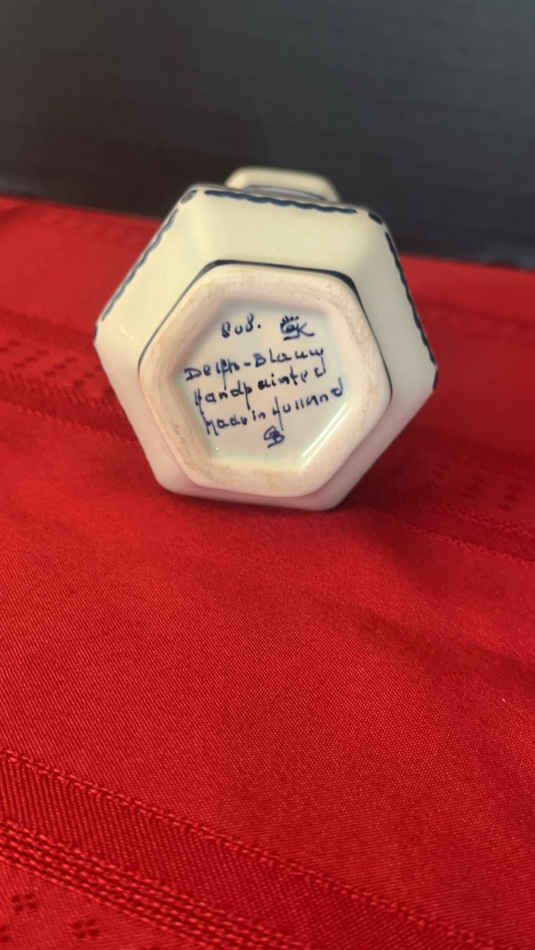 808.
Delft-Blauw
Handpainted
Made in Holland